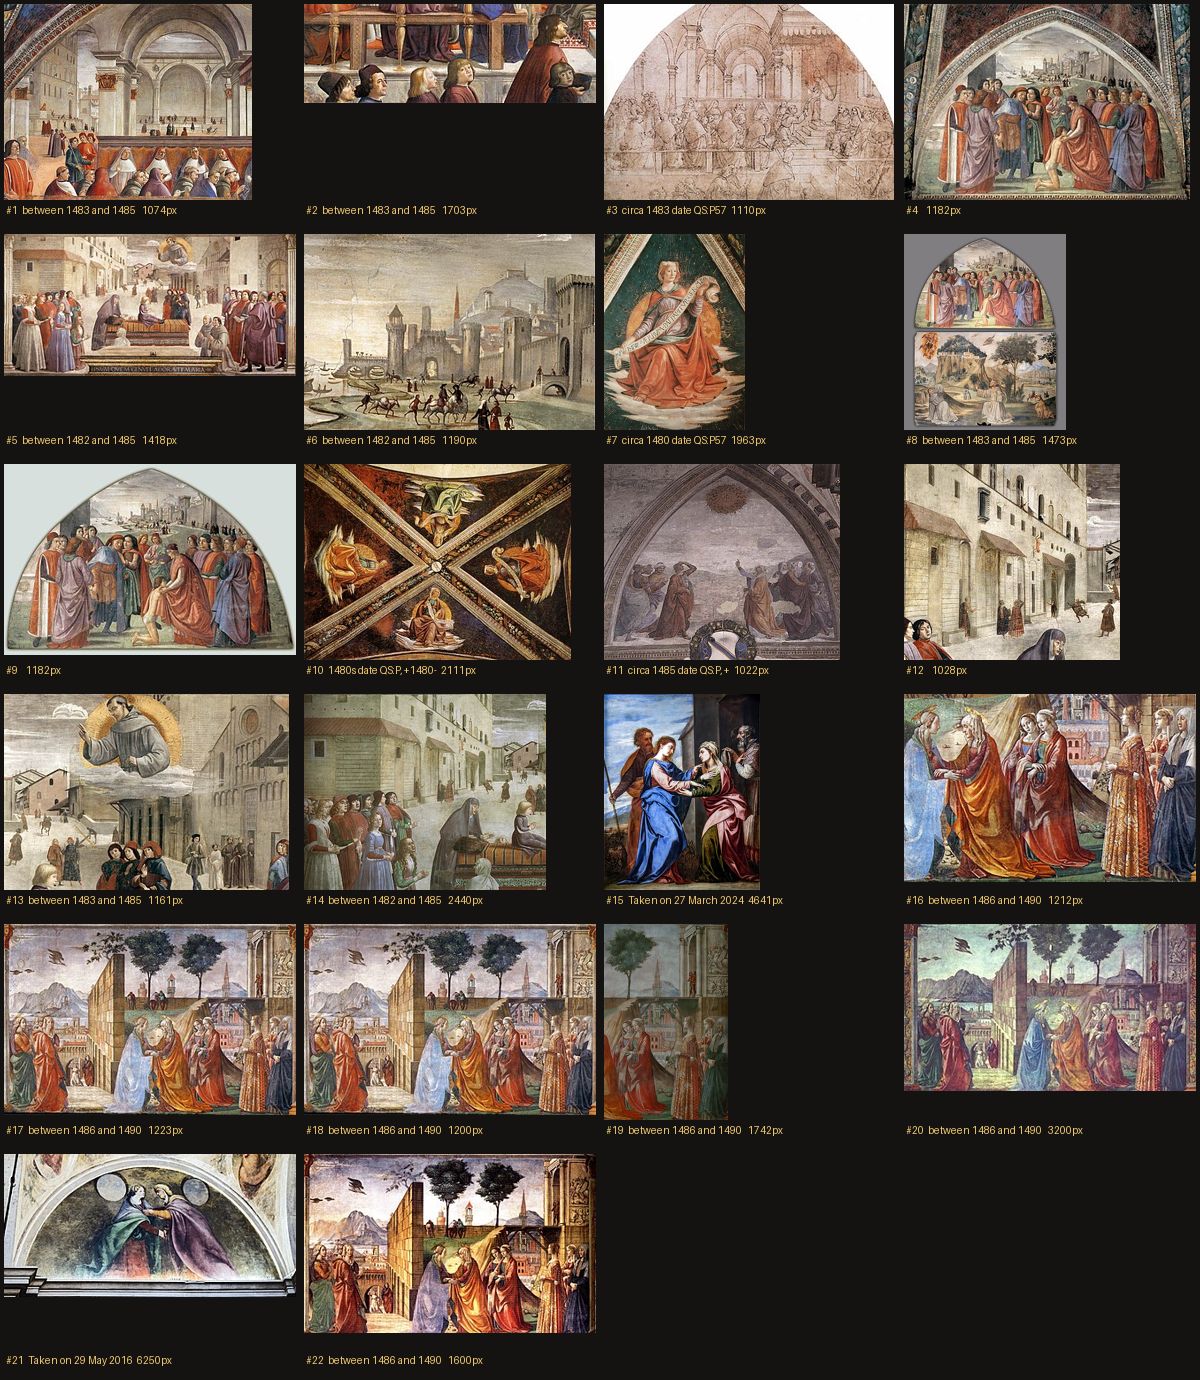 #1 between 1483 and 1485 1074px
#2 between 1483 and 1485 1703px
#3 circa 1483 date QS:P57 1110px
#4 1182px
#5 between 1482 and 1485 1418px
#6 between 1482 and 1485 1190px
#7 circa 1480 date QS:P57 1963px
#8 between 1483 and 1485 1473px
#9 1182px
#10 1480s date QS:P,+1480- 2111px
#11 circa 1485 date QS:P,+ 1022px
#12 1028px
#13 between 1483 and 1485 1161px
#14 between 1482 and 1485 2440px
#15 Taken on 27 March 2024 4641px
#16 between 1486 and 1490 1212px
#17 between 1486 and 1490 1223px
#18 between 1486 and 1490 1200px
#19 between 1486 and 1490 1742px
#20 between 1486 and 1490 3200px
#21 Taken on 29 May 2016 6250px
#22 between 1486 and 1490 1600px